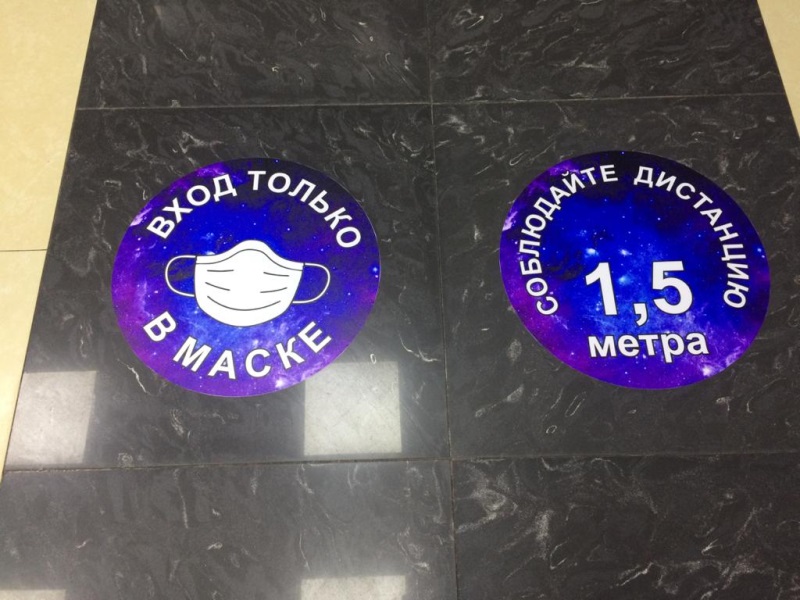 ВХОД ТОЛЬКО
В МАСКЕ
СОБЛЮДАЙТЕ ДИСТАНЦИЮ
1,5
метра